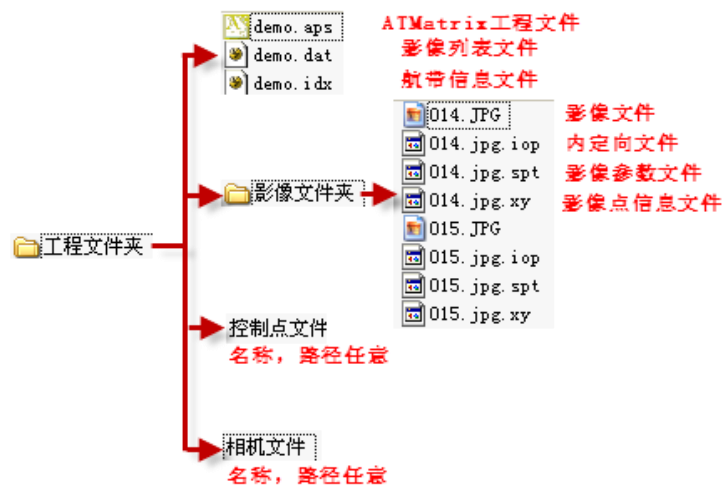 demo.aps ATMatrix工程文件
demo.dat 影像列表文件
demo.idx 航带信息文件
014.JPG 影像文件
014.jpg.iop 内定向文件
014.jpg.spt 影像参数文件
014.jpg.xy 影像点信息文件
015.JPG
015.jpg.iop
015.jpg.spt
015.jpg.xy
影像文件夹
工程文件夹
控制点文件
名称，路径任意
相机文件
名称，路径任意